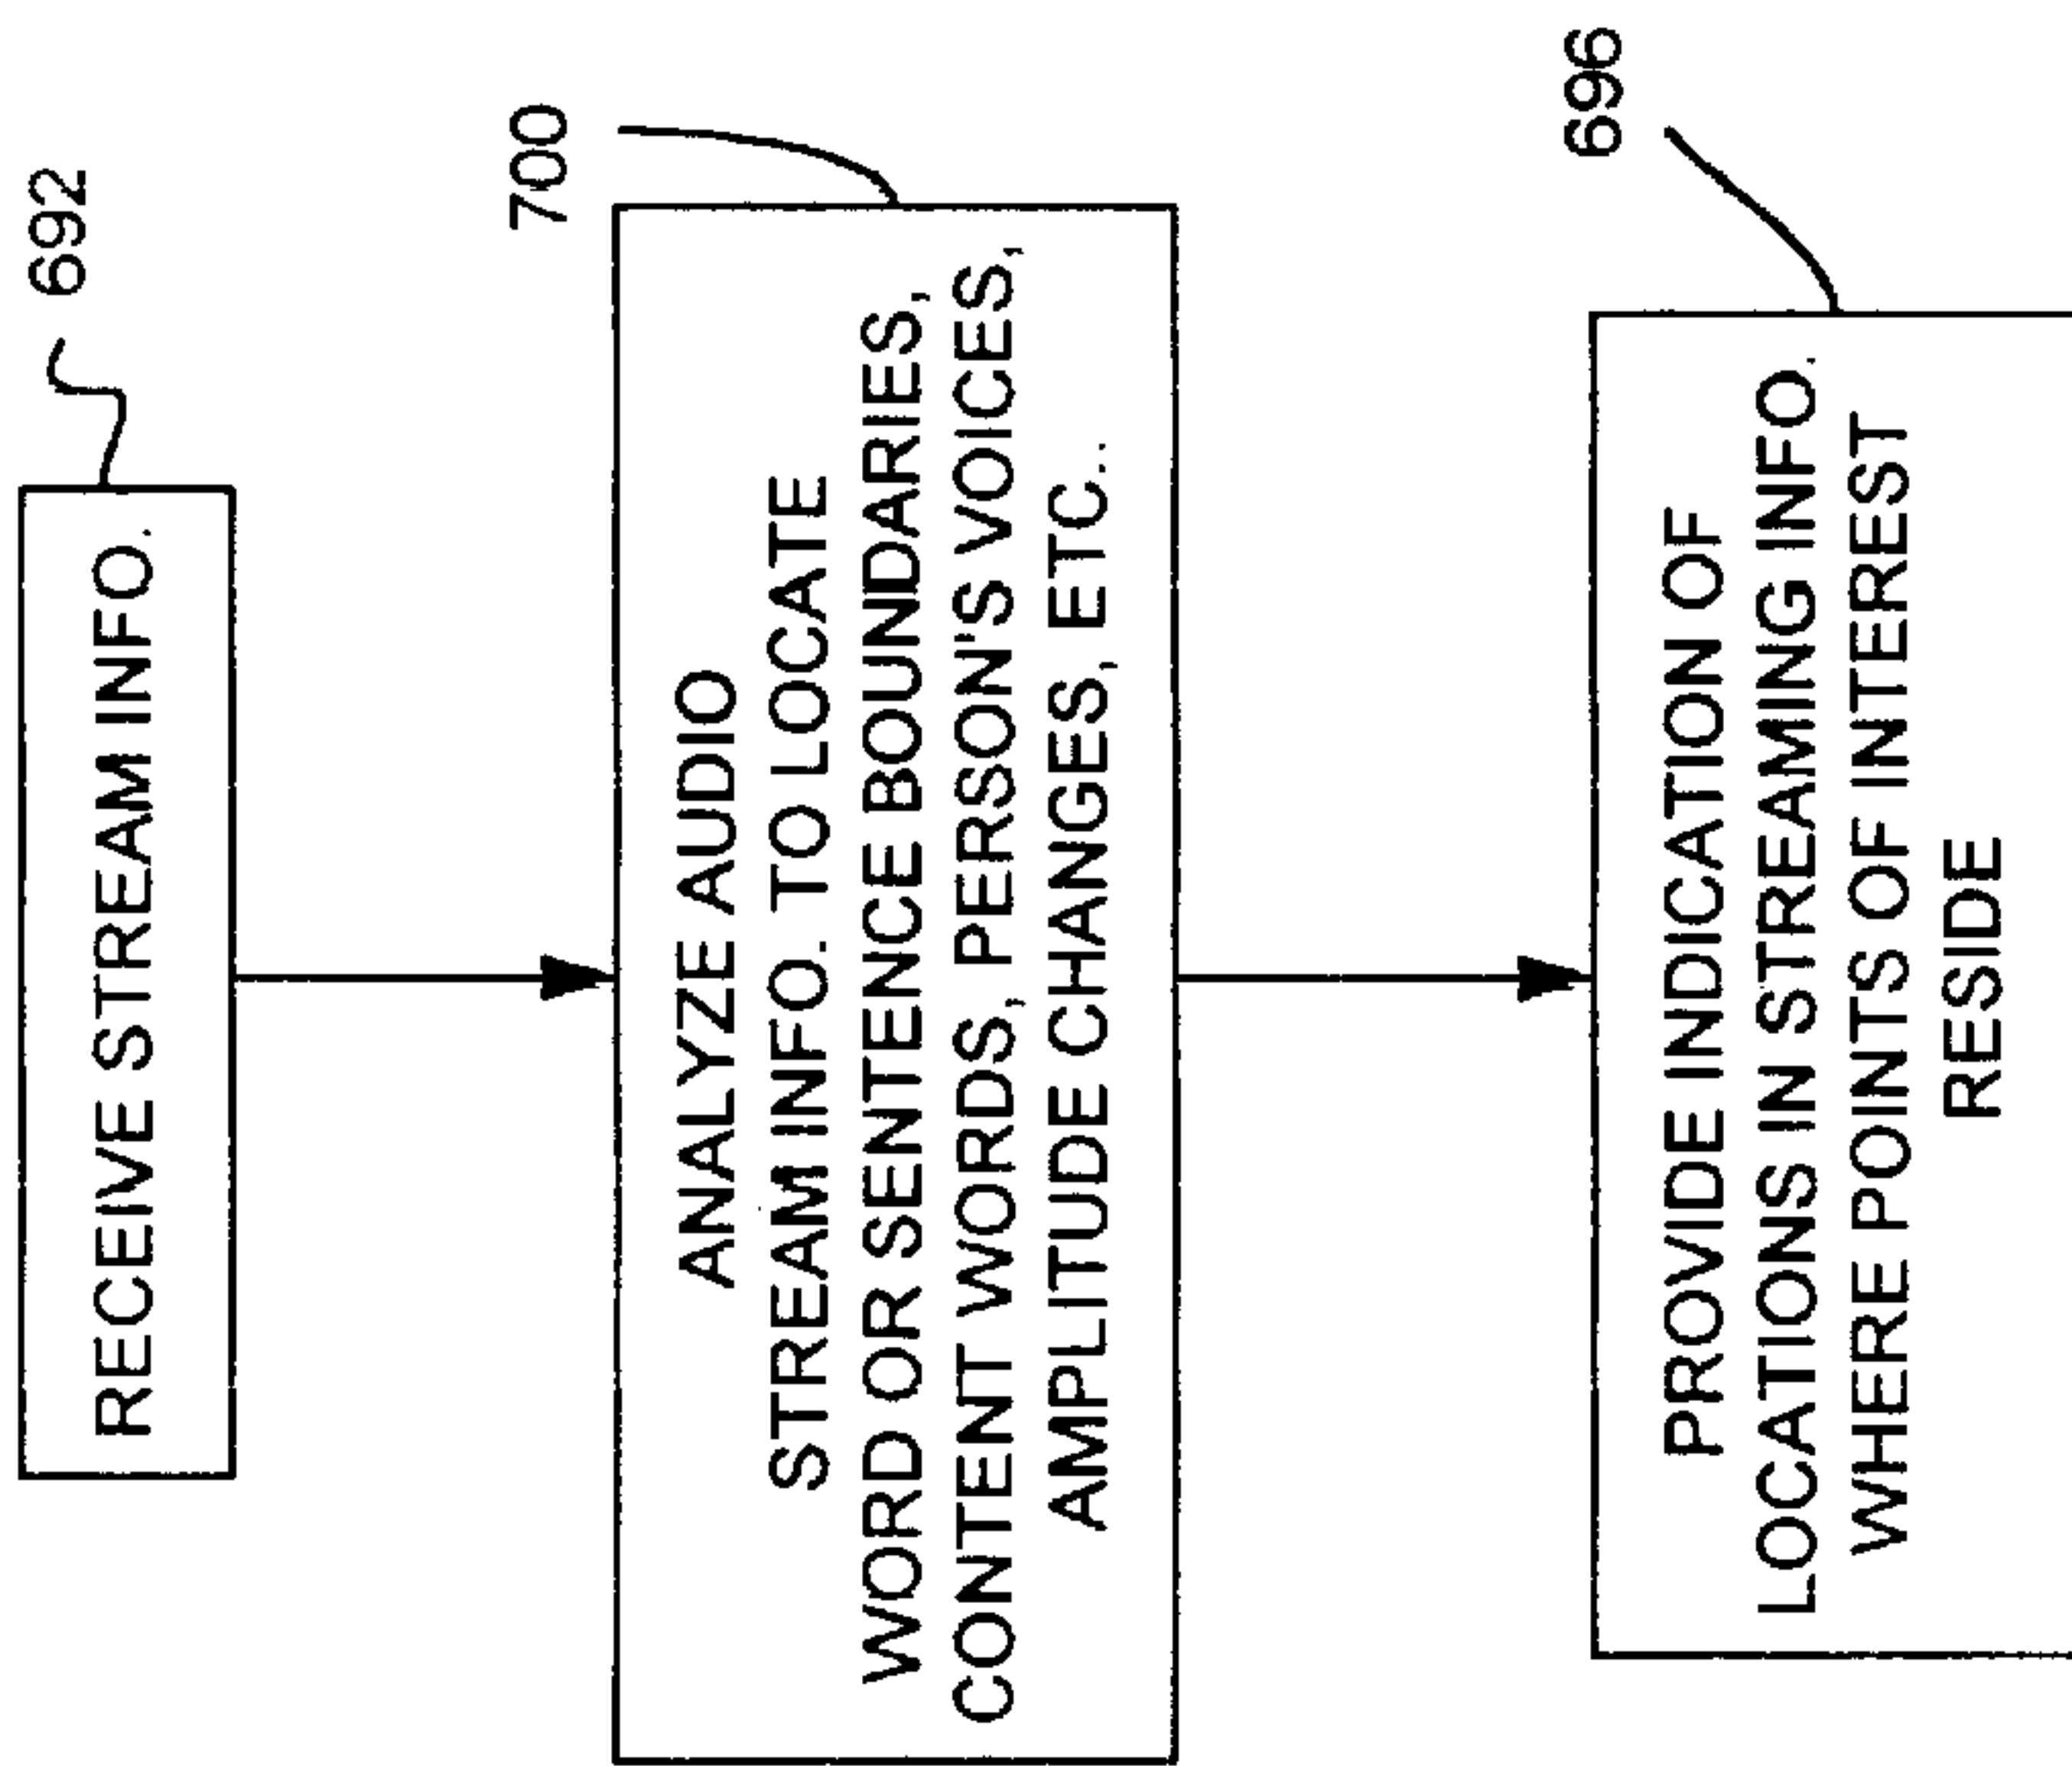 692
RECEIVE STREAM INFO.
700
ANALYZE AUDIO
STREAM INFO. TO LOCATE
WORD OR SENTENCE BOUNDARIES,
CONTENT WORDS, PERSON'S VOICES,
AMPLITUDE CHANGES, ETC..
696
PROVIDE INDICATION OF
LOCATIONS IN STREAMING INFO.
WHERE POINTS OF INTEREST
RESIDE